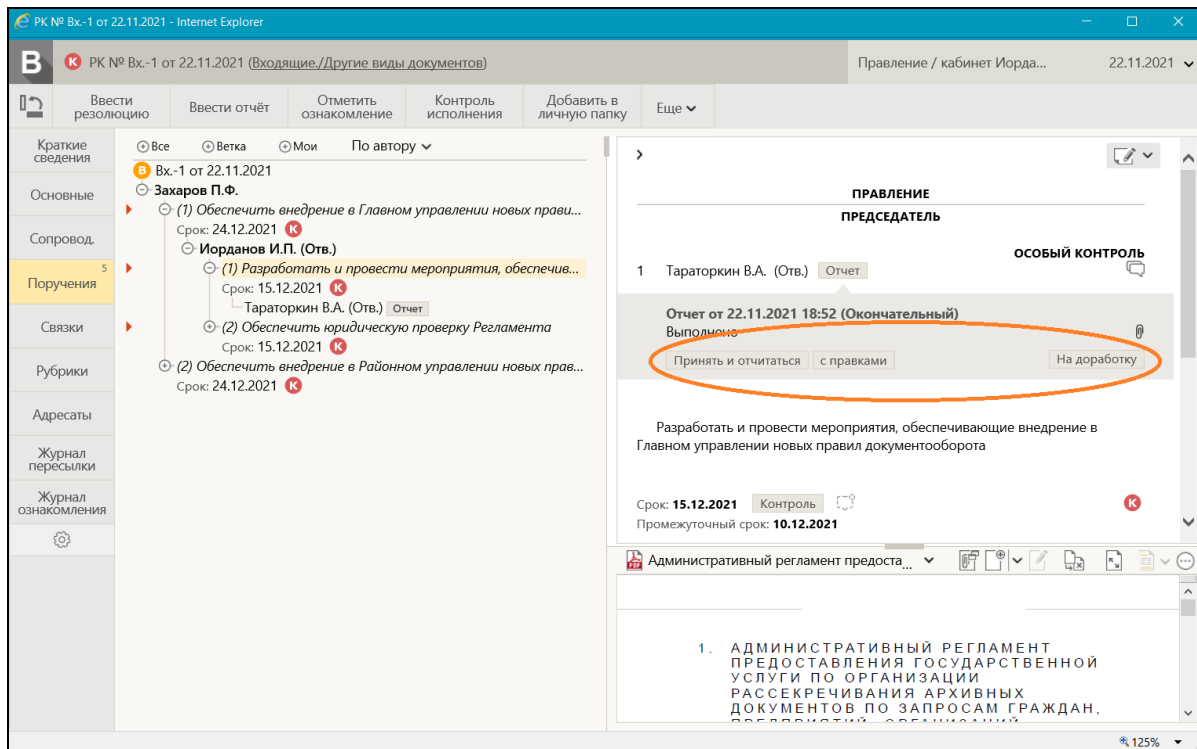 РК № Вх.-1 от 22.11.2021 - Internet Explorer
В К РК № Вх.-1 от 22.11.2021 (Входящие./Другие виды документов) Правление / кабинет Иорда... 22.11.2021
Ввести резолюцию
Ввести отчёт
Отметить ознакомление
Контроль исполнения
Добавить в личную папку
Еще
Краткие сведения
Основные
Сопровод.
Поручения 5
Связки
Рубрики
Адресаты
Журнал пересылки
Журнал ознакомления
Все Ветка Мои По автору
В Вх.-1 от 22.11.2021
Захаров П.Ф.
(1) Обеспечить внедрение в Главном управлении новых прави...
Срок: 24.12.2021 К
Иорданов И.П. (Отв.)
(1) Разработать и провести мероприятия, обеспечив...
Срок: 15.12.2021 К
Тараторкин В.А. (Отв.) Отчет
(2) Обеспечить юридическую проверку Регламента
Срок: 15.12.2021 К
(2) Обеспечить внедрение в Районном управлении новых прав...
Срок: 24.12.2021 К
ПРАВЛЕНИЕ
ПРЕДСЕДАТЕЛЬ
ОСОБЫЙ КОНТРОЛЬ
1 Тараторкин В.А. (Отв.) Отчет
Отчет от 22.11.2021 18:52 (Окончательный)
Выполнено
Принять и отчитаться с правками На доработку
Разработать и провести мероприятия, обеспечивающие внедрение в
Главном управлении новых правил документооборота
Срок: 15.12.2021 Контроль К
Промежуточный срок: 10.12.2021
PDF Административный регламент предоста...
1. АДМИНИСТРАТИВНЫЙ РЕГЛАМЕНТ
ПРЕДОСТАВЛЕНИЯ ГОСУДАРСТВЕННОЙ
УСЛУГИ ПО ОРГАНИЗАЦИИ
РАССЕКРЕЧИВАНИЯ АРХИВНЫХ
ДОКУМЕНТОВ ПО ЗАПРОСАМ ГРАЖДАН,
125%